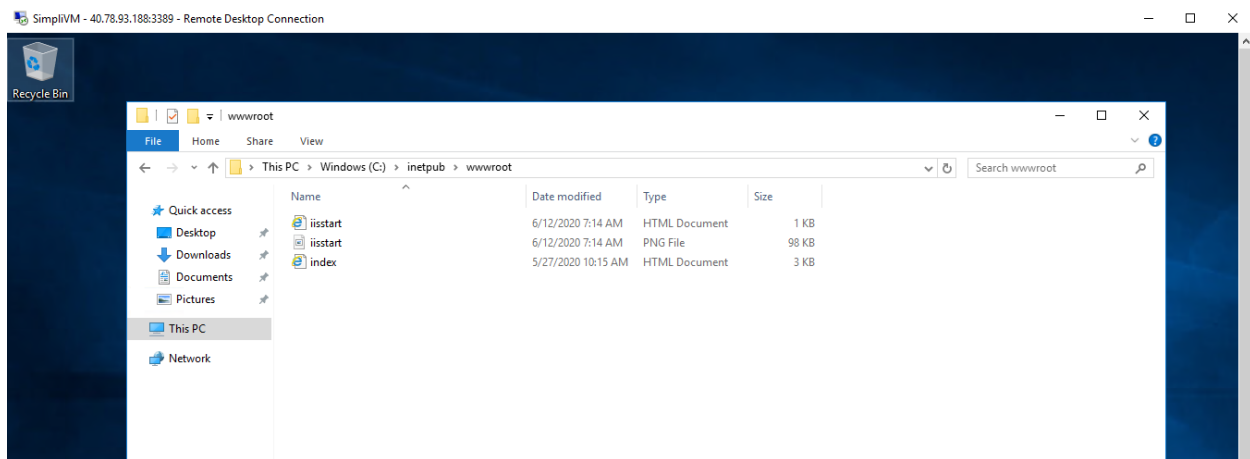 SimpliVM - 40.78.93.188:3389 - Remote Desktop Connection
Recycle Bin
wwwroot
File Home Share View
This PC > Windows (C:) > inetpub > wwwroot
Search wwwroot
Name Date modified Type Size
Quick access
Desktop
Downloads
Documents
Pictures
This PC
Network
iisstart 6/12/2020 7:14 AM HTML Document 1 KB
iisstart 6/12/2020 7:14 AM PNG File 98 KB
index 5/27/2020 10:15 AM HTML Document 3 KB